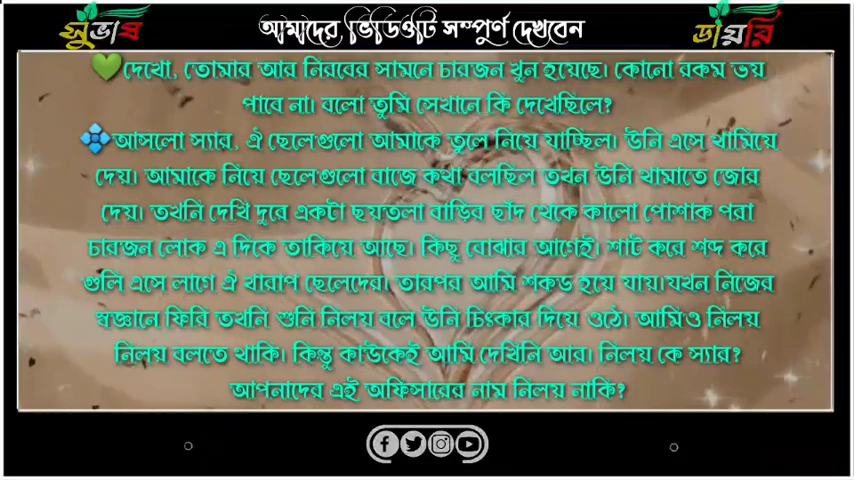 সুভাষ আমাদের ভিডিওটি সম্পুর্ণ দেখবেন ডায়রি
💚দেখো, তোমার আর নিরবের সামনে চারজন খুন হয়েছে। কোনো রকম ভয়
পাবে না। বলো তুমি সেখানে কি দেখেছিলে?
💠আসলো স্যার, ঐ ছেলেগুলো আমাকে তুলে নিয়ে যাচ্ছিল। উনি এসে থামিয়ে
দেয়। আমাকে নিয়ে ছেলেগুলো বাজে কথা বলছিল তখন উনি থামাতে জোর
দেয়। তখনি দেখি দুরে একটা ছয়তলা বাড়ির ছাঁদ থেকে কালো পোশাক পরা
চারজন লোক এ দিকে তাকিয়ে আছে। কিছু বোঝার আগেই। শাট করে শব্দ করে
গুলি এসে লাগে ঐ খারাপ ছেলেদের। তারপর আমি শকড হয়ে যায়।যখন নিজের
স্বজ্ঞানে ফিরি তখনি শুনি নিলয় বলে উনি চিৎকার দিয়ে ওঠে। আমিও নিলয়
নিলয় বলতে থাকি। কিন্তু কাউকেই আমি দেখিনি আর। নিলয় কে স্যার?
আপনাদের এই অফিসারের নাম নিলয় নাকি?